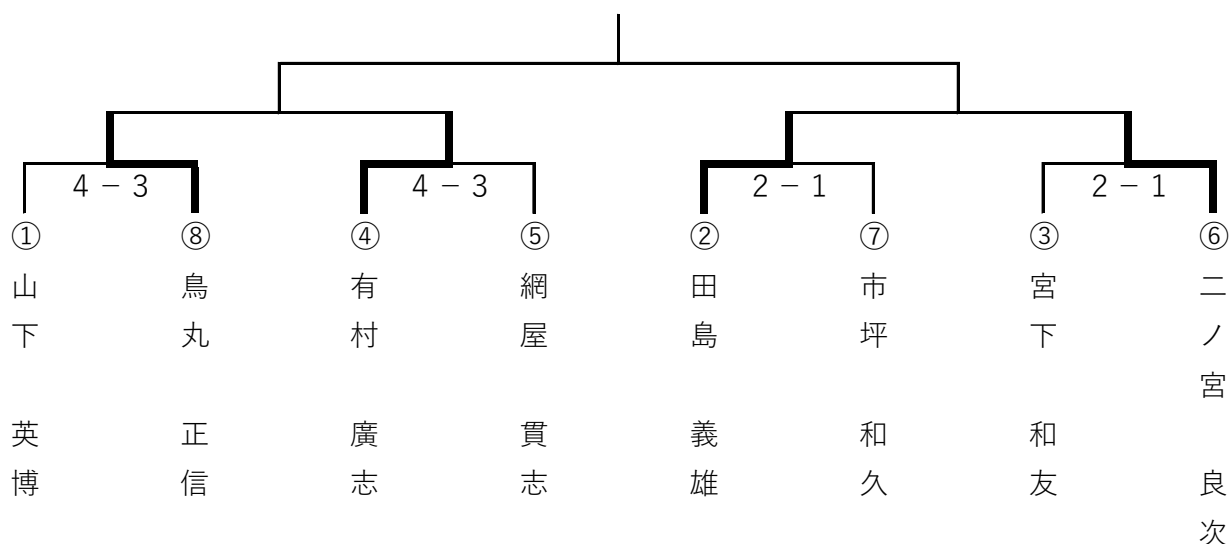 4 − 3
4 − 3
2 − 1
2 − 1
①
山下 英博
⑧
鳥丸 正信
④
有村 廣志
⑤
網屋 貫志
②
田島 義雄
⑦
市坪 和久
③
宮下 和友
⑥
二ノ宮 良次